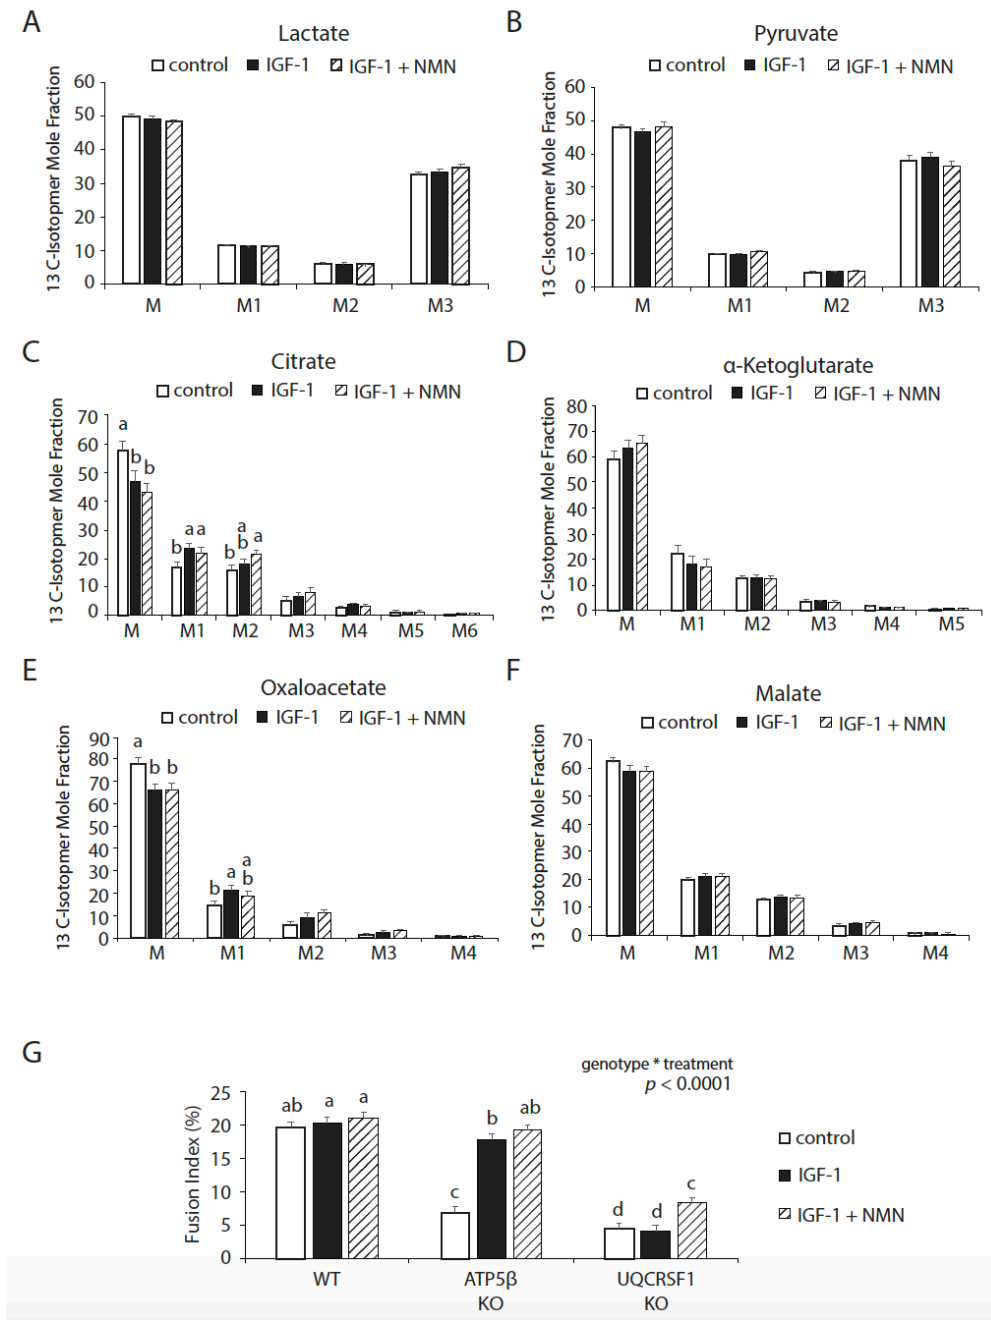 A
Lactate
control IGF-1 IGF-1 + NMN
13 C-Isotopmer Mole Fraction
60
50
40
30
20
10
0
M M1 M2 M3
B
Pyruvate
control IGF-1 IGF-1 + NMN
13 C-Isotopmer Mole Fraction
60
50
40
30
20
10
0
M M1 M2 M3
C
Citrate
control IGF-1 IGF-1 + NMN
13 C-Isotopmer Mole Fraction
70
60
50
40
30
20
10
0
a
b b
b a a
b a b a
M M1 M2 M3 M4 M5 M6
D
α-Ketoglutarate
control IGF-1 IGF-1 + NMN
13 C-Isotopmer Mole Fraction
80
70
60
50
40
30
20
10
0
M M1 M2 M3 M4 M5
E
Oxaloacetate
control IGF-1 IGF-1 + NMN
13 C-Isotopmer Mole Fraction
90
80
70
60
50
40
30
20
10
0
a
b b
b a a b
M M1 M2 M3 M4
F
Malate
control IGF-1 IGF-1 + NMN
13 C-Isotopmer Mole Fraction
70
60
50
40
30
20
10
0
M M1 M2 M3 M4
G
genotype * treatment
p < 0.0001
Fusion Index (%)
25
20
15
10
5
0
ab a a
c b ab
d d c
WT ATP5β UQCRSF1
KO KO
control
IGF-1
IGF-1 + NMN